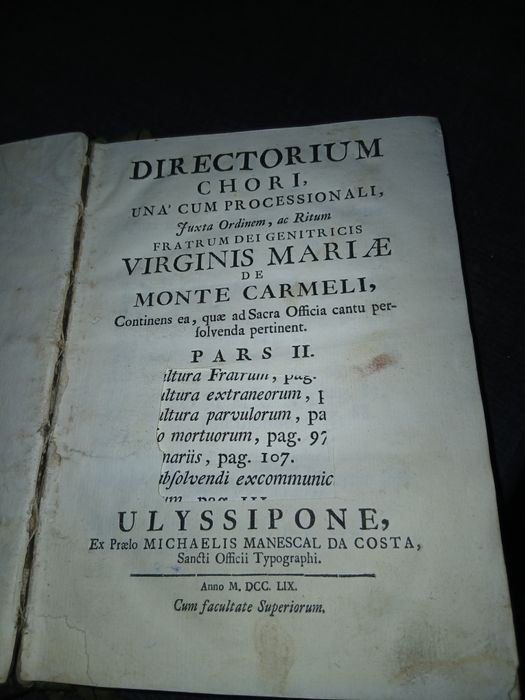 DIRECTORIUM
CHORI,
UNA' CUM PROCESSIONALI,
Juxta Ordinem, ac Ritum
FRATRUM DEI GENITRICIS
VIRGINIS MARIÆ
DE
MONTE CARMELI,
Continens ea, quæ ad Sacra Officia cantu per-
ſolvenda pertinent.
PARS II.
ultura Fratrum, pag.
ultura extraneorum, p
ultura parvulorum, pa
o mortuorum, pag. 97
nariis, pag. 107.
bſolvendi excommunic
um, pag. III
ULYSSIPONE,
Ex Prælo MICHAELIS MANESCAL DA COSTA,
Sancti Officii Typographi.
Anno M. DCC. LIX.
Cum facultate Superiorum.